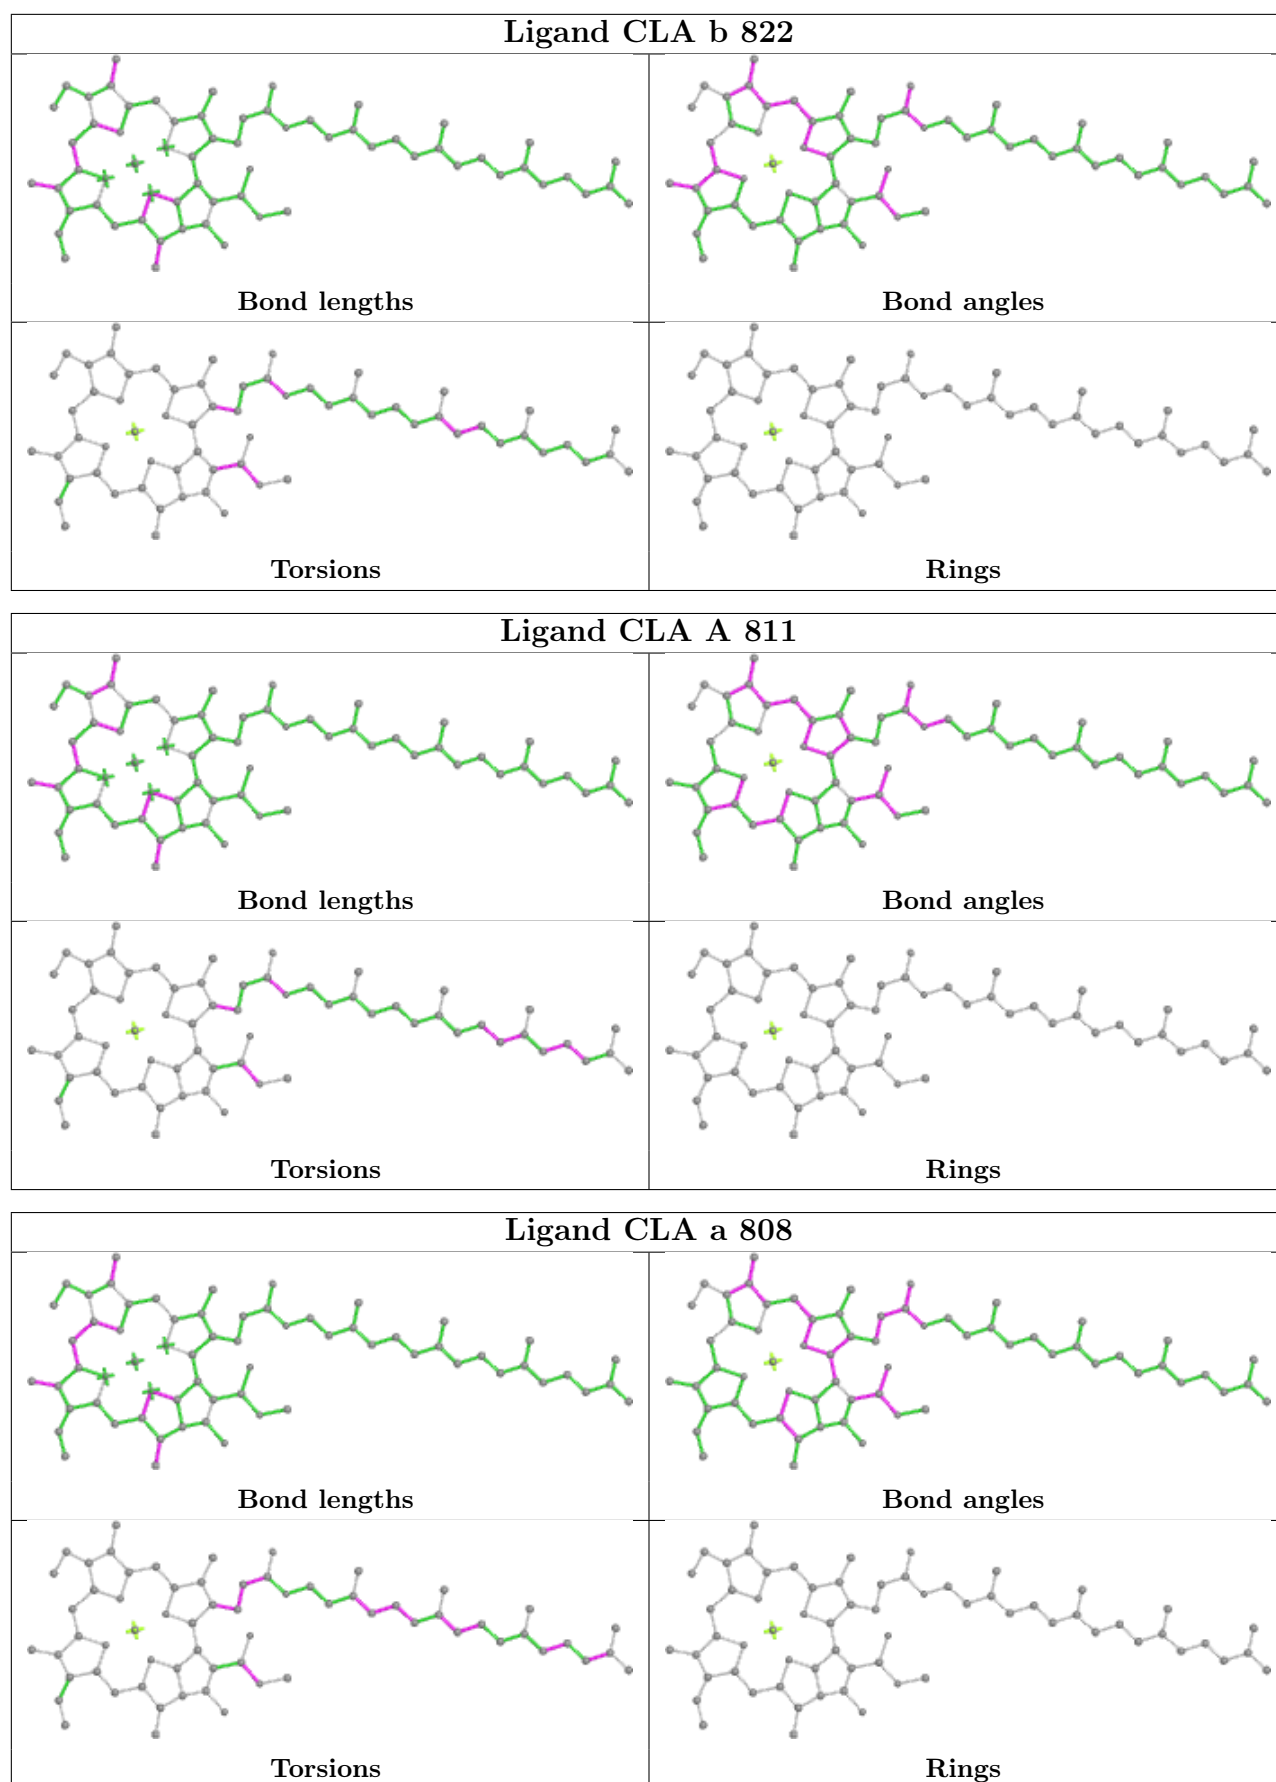 Ligand CLA b 822
Bond lengths
Bond angles
Torsions
Rings
Ligand CLA A 811
Bond lengths
Bond angles
Torsions
Rings
Ligand CLA a 808
Bond lengths
Bond angles
Torsions
Rings